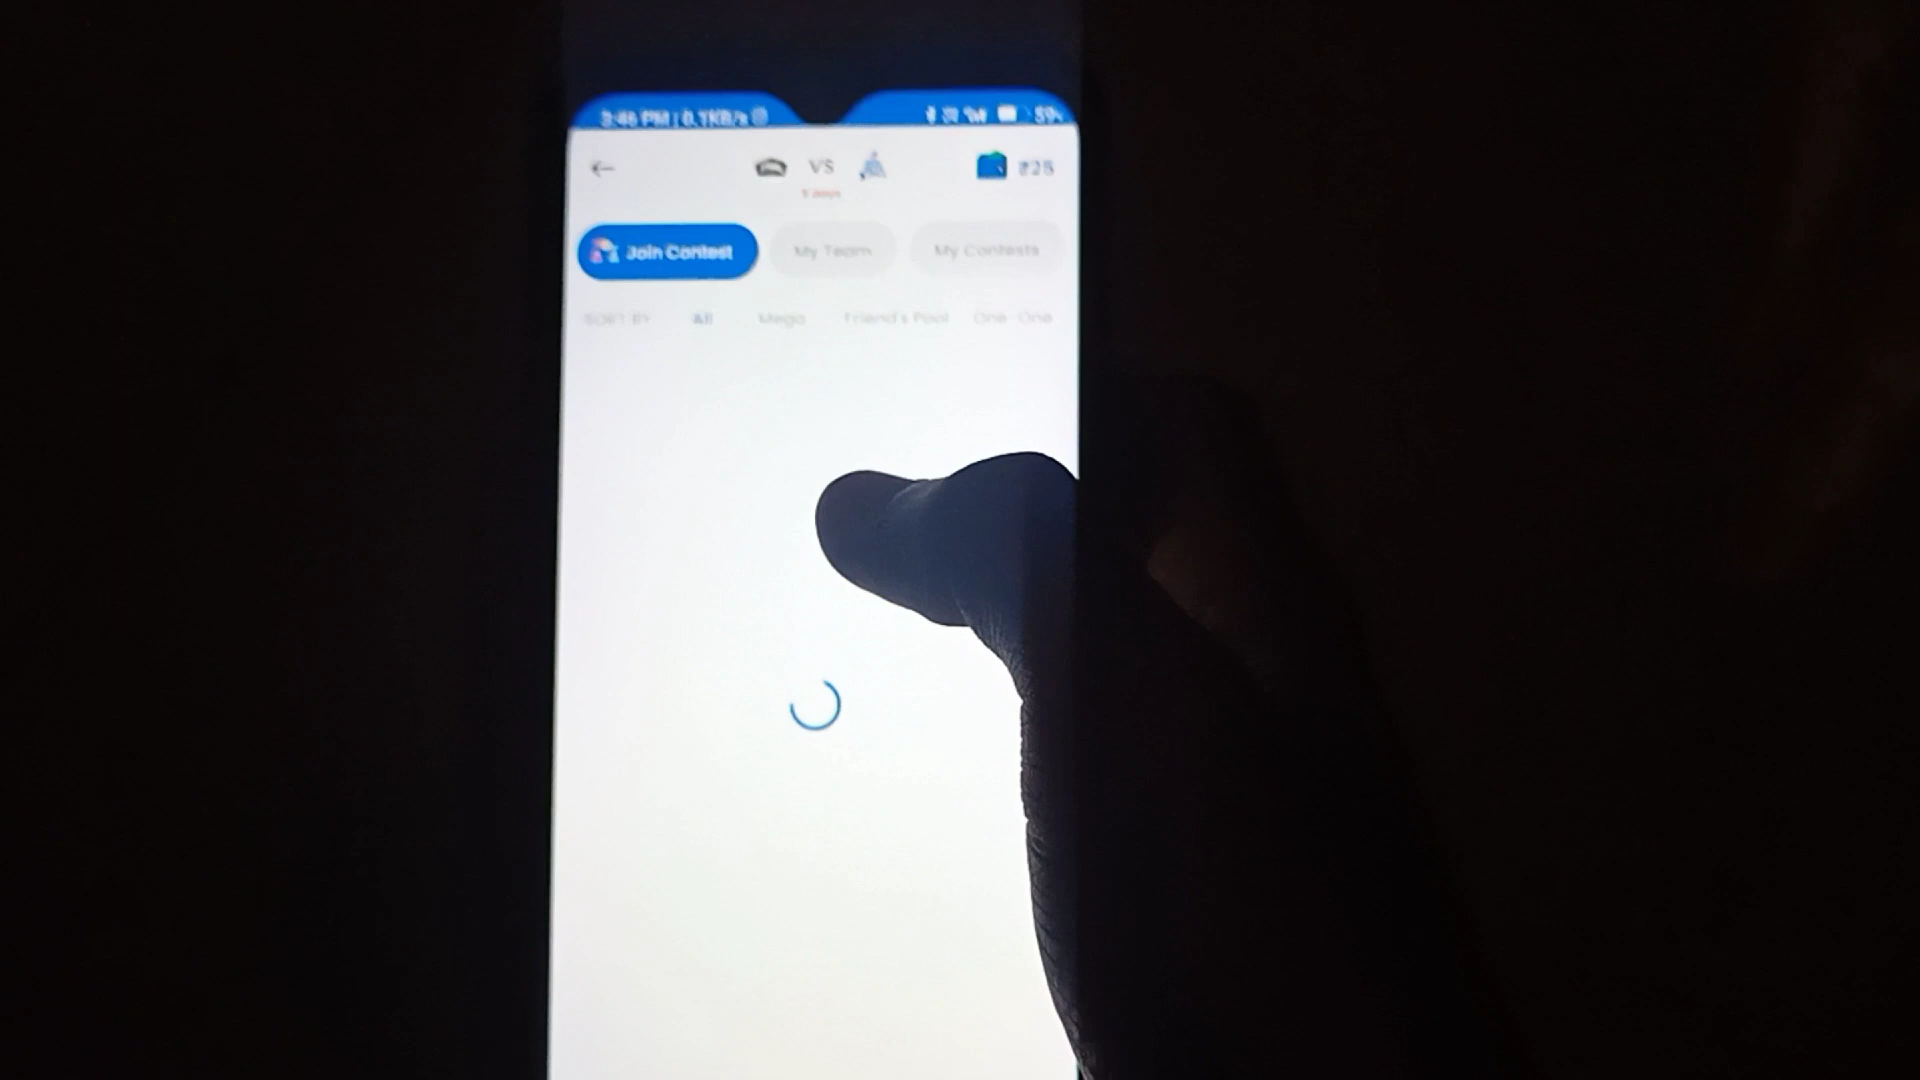 3:46 PM | 0.1KB/s
59
VS
₹25
5 days
Join Contest
My Team
My Contests
SORT BY
All
Mega
Friend's Pool
One-One